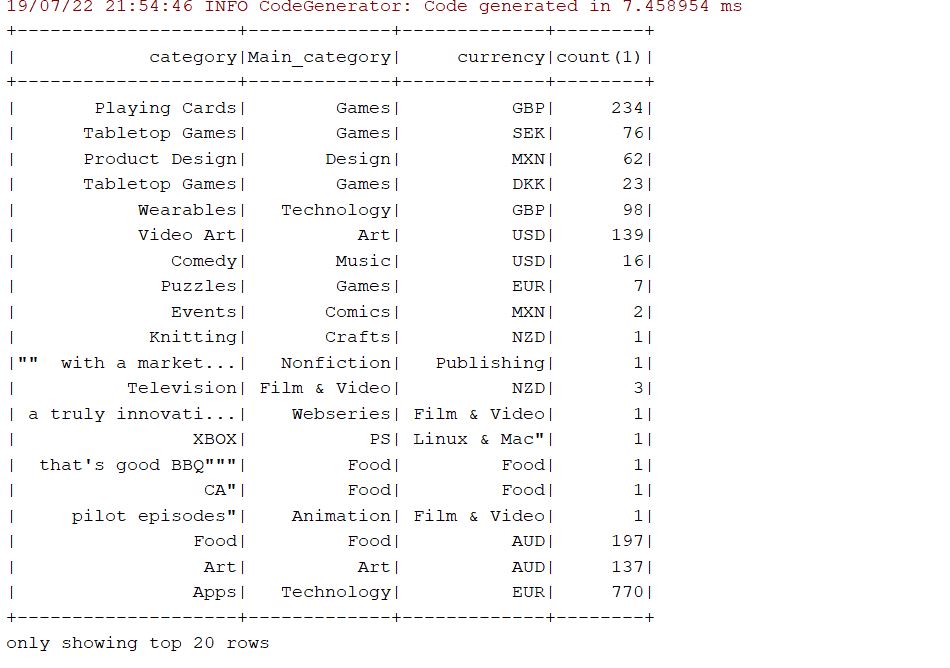 19/07/22 21:54:46 INFO CodeGenerator: Code generated in 7.458954 ms
+--------------------+-------------+-------------+--------+
|            category|Main_category|     currency|count(1)|
+--------------------+-------------+-------------+--------+
|       Playing Cards|        Games|          GBP|     234|
|      Tabletop Games|        Games|          SEK|      76|
|      Product Design|       Design|          MXN|      62|
|      Tabletop Games|        Games|          DKK|      23|
|           Wearables|   Technology|          GBP|      98|
|           Video Art|          Art|          USD|     139|
|              Comedy|        Music|          USD|      16|
|             Puzzles|        Games|          EUR|       7|
|              Events|       Comics|          MXN|       2|
|            Knitting|       Crafts|          NZD|       1|
|""  with a market...|   Nonfiction|   Publishing|       1|
|          Television| Film & Video|          NZD|       3|
| a truly innovati...|    Webseries| Film & Video|       1|
|                XBOX|           PS| Linux & Mac"|       1|
|  that's good BBQ"""|         Food|         Food|       1|
|                 CA"|         Food|         Food|       1|
|     pilot episodes"|    Animation| Film & Video|       1|
|                Food|         Food|          AUD|     197|
|                 Art|          Art|          AUD|     137|
|                Apps|   Technology|          EUR|     770|
+--------------------+-------------+-------------+--------+
only showing top 20 rows